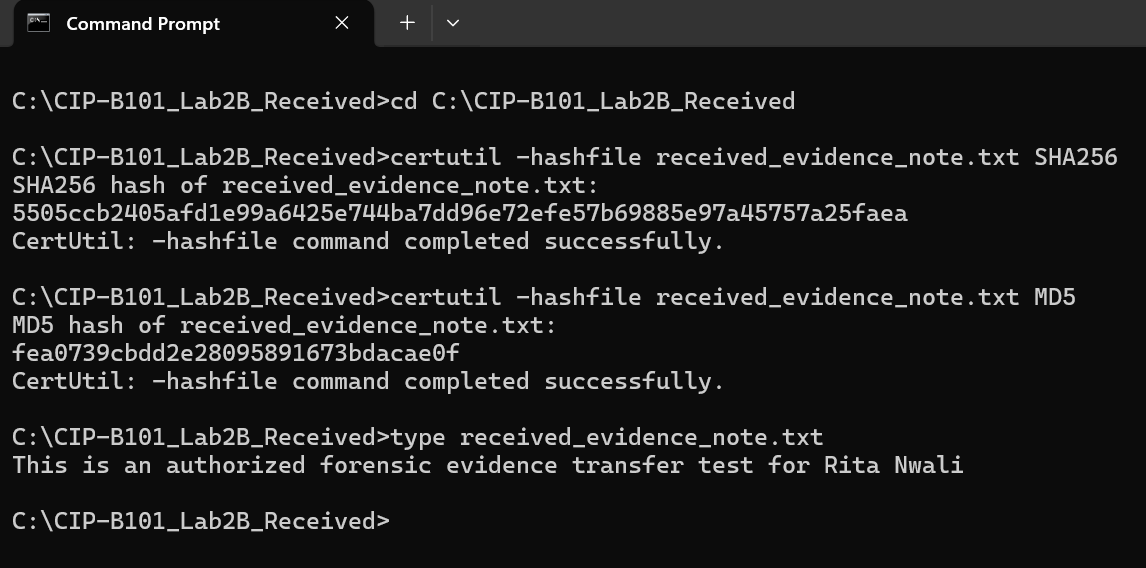 Command Prompt
C:\CIP-B101_Lab2B_Received>cd C:\CIP-B101_Lab2B_Received
C:\CIP-B101_Lab2B_Received>certutil -hashfile received_evidence_note.txt SHA256
SHA256 hash of received_evidence_note.txt:
5505ccb2405afd1e99a6425e744ba7dd96e72efe57b69885e97a45757a25faea
CertUtil: -hashfile command completed successfully.
C:\CIP-B101_Lab2B_Received>certutil -hashfile received_evidence_note.txt MD5
MD5 hash of received_evidence_note.txt:
fea0739cbdd2e28095891673bdacae0f
CertUtil: -hashfile command completed successfully.
C:\CIP-B101_Lab2B_Received>type received_evidence_note.txt
This is an authorized forensic evidence transfer test for Rita Nwali
C:\CIP-B101_Lab2B_Received>